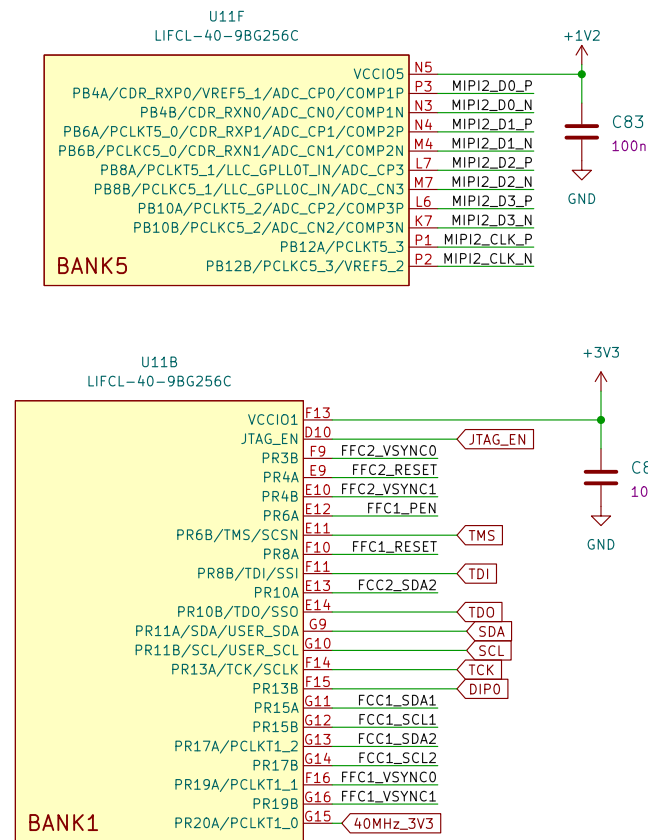 U11F
LIFCL-40-9BG256C
+1V2
VCCIO5 N5
PB4A/CDR_RXP0/VREF5_1/ADC_CP0/COMP1P P3 MIPI2_D0_P
PB4B/CDR_RXN0/ADC_CN0/COMP1N N3 MIPI2_D0_N
PB6A/PCLKT5_0/CDR_RXP1/ADC_CP1/COMP2P N4 MIPI2_D1_P
PB6B/PCLKC5_0/CDR_RXN1/ADC_CN1/COMP2N M4 MIPI2_D1_N
PB8A/PCLKT5_1/LLC_GPLL0T_IN/ADC_CP3 L7 MIPI2_D2_P
PB8B/PCLKC5_1/LLC_GPLL0C_IN/ADC_CN3 M7 MIPI2_D2_N
PB10A/PCLKT5_2/ADC_CP2/COMP3P L6 MIPI2_D3_P
PB10B/PCLKC5_2/ADC_CN2/COMP3N K7 MIPI2_D3_N
PB12A/PCLKT5_3 P1 MIPI2_CLK_P
PB12B/PCLKC5_3/VREF5_2 P2 MIPI2_CLK_N
BANK5
C83
100n
GND
U11B
LIFCL-40-9BG256C
+3V3
VCCIO1 F13
JTAG_EN D10 JTAG_EN
PR3B F9 FFC2_VSYNC0
PR4A E9 FFC2_RESET
PR4B E10 FFC2_VSYNC1
PR6A E12 FFC1_PEN
PR6B/TMS/SCSN E11 TMS
PR8A F10 FFC1_RESET
PR8B/TDI/SSI F11 TDI
PR10A E13 FCC2_SDA2
PR10B/TDO/SSO E14 TDO
PR11A/SDA/USER_SDA G9 SDA
PR11B/SCL/USER_SCL G10 SCL
PR13A/TCK/SCLK F14 TCK
PR13B F15 DIP0
PR15A G11 FCC1_SDA1
PR15B G12 FCC1_SCL1
PR17A/PCLKT1_2 G13 FCC1_SDA2
PR17B G14 FCC1_SCL2
PR19A/PCLKT1_1 F16 FFC1_VSYNC0
PR19B G16 FFC1_VSYNC1
PR20A/PCLKT1_0 G15 40MHz_3V3
BANK1
GND